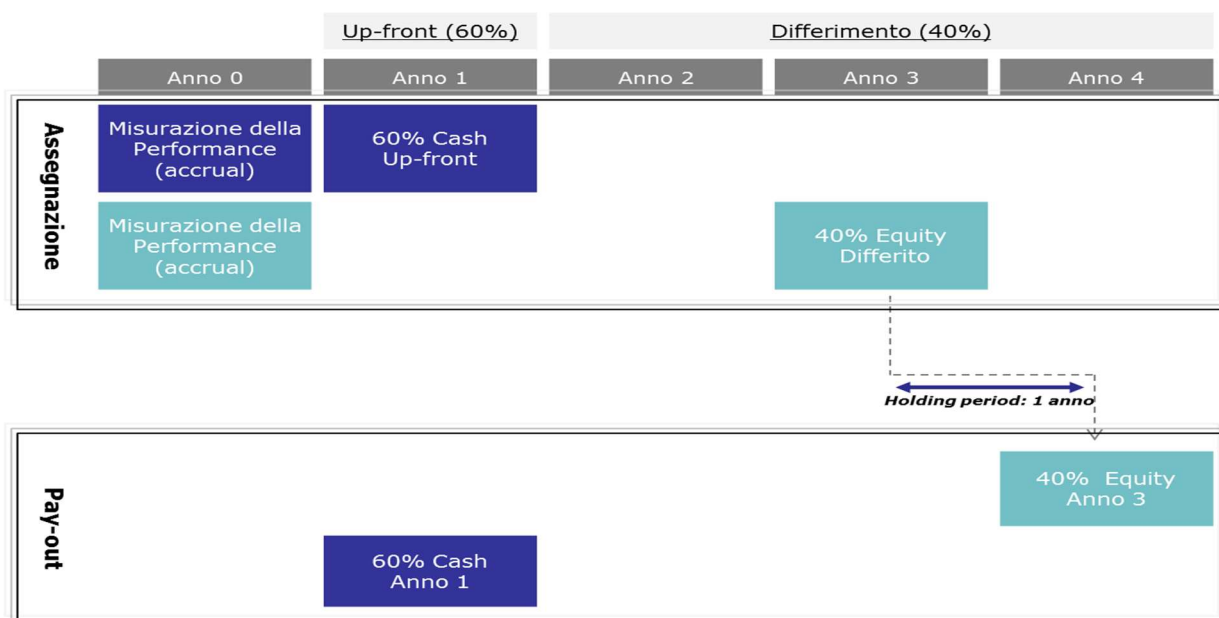 Up-front (60%)
Differimento (40%)
Anno 0
Anno 1
Anno 2
Anno 3
Anno 4
Assegnazione
Misurazione della
Performance
(accrual)
60% Cash
Up-front
Misurazione della
Performance
(accrual)
40% Equity
Differito
Holding period: 1 anno
Pay-out
40% Equity
Anno 3
60% Cash
Anno 1